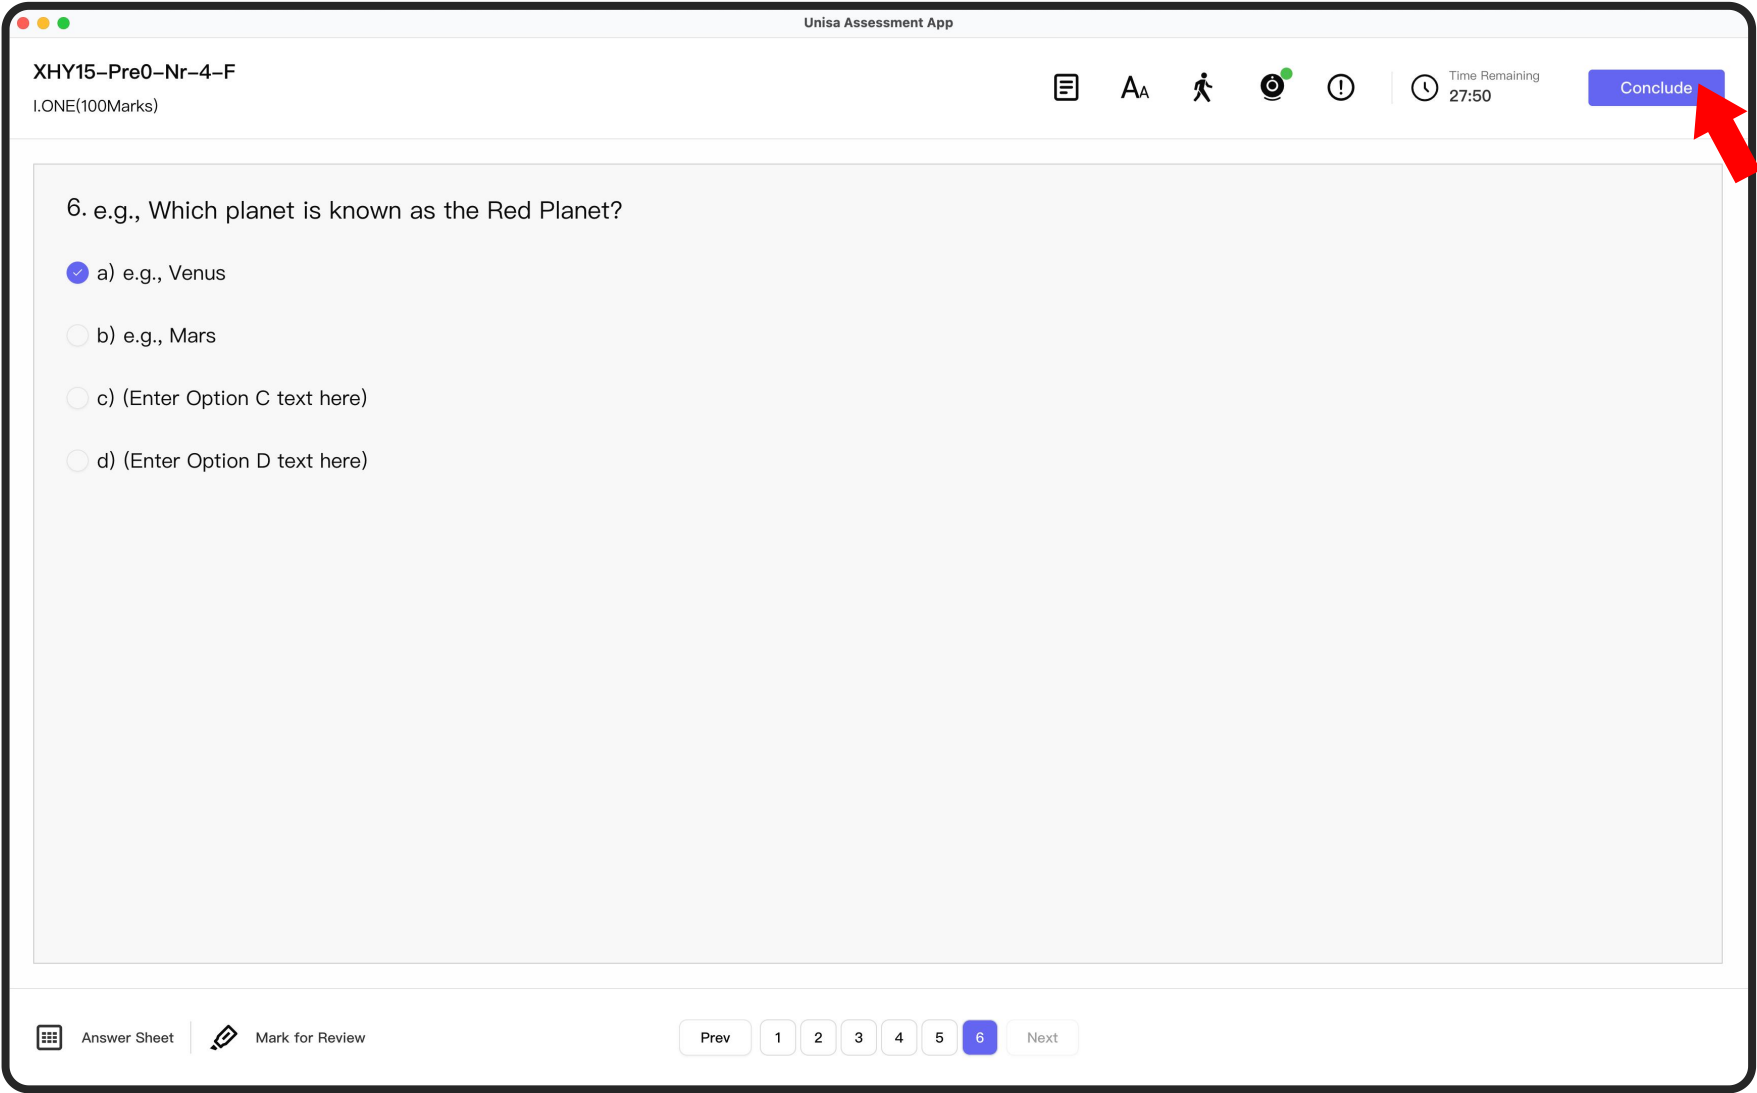 Unisa Assessment App
XHY15-Pre0-Nr-4-F
I.ONE(100Marks)
AA
Time Remaining
27:50
Conclude
6. e.g., Which planet is known as the Red Planet?
a) e.g., Venus
b) e.g., Mars
c) (Enter Option C text here)
d) (Enter Option D text here)
Answer Sheet
Mark for Review
Prev 1 2 3 4 5 6 Next